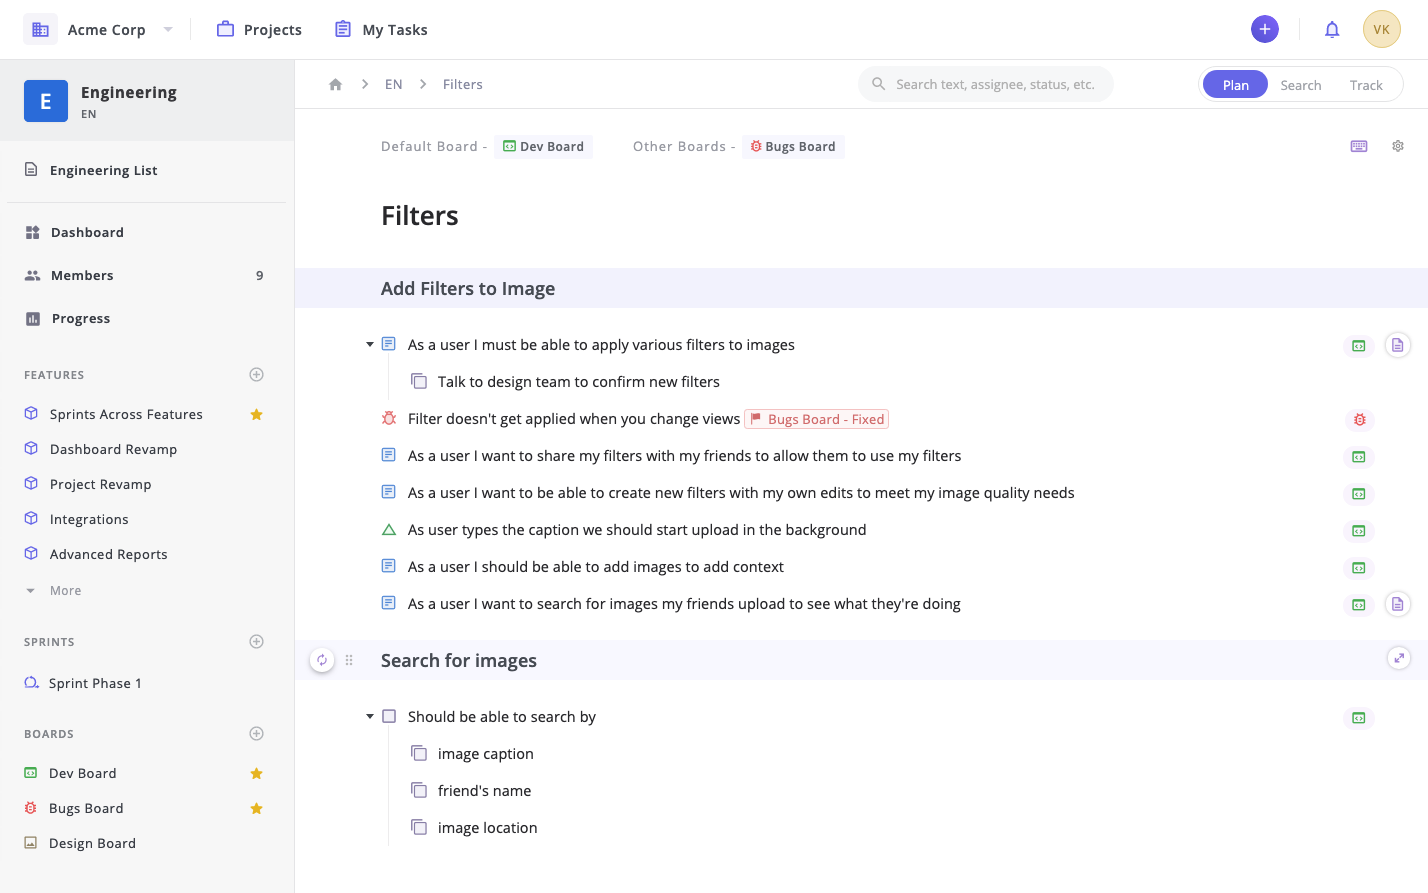 Acme Corp
Projects
My Tasks
VK
E
Engineering
EN
Engineering List
Dashboard
Members 9
Progress
FEATURES
Sprints Across Features
Dashboard Revamp
Project Revamp
Integrations
Advanced Reports
More
SPRINTS
Sprint Phase 1
BOARDS
Dev Board
Bugs Board
Design Board
EN
Filters
Search text, assignee, status, etc.
Plan
Search
Track
Default Board - Dev Board
Other Boards - Bugs Board
Filters
Add Filters to Image
As a user I must be able to apply various filters to images
Talk to design team to confirm new filters
Filter doesn't get applied when you change views Bugs Board - Fixed
As a user I want to share my filters with my friends to allow them to use my filters
As a user I want to be able to create new filters with my own edits to meet my image quality needs
As user types the caption we should start upload in the background
As a user I should be able to add images to add context
As a user I want to search for images my friends upload to see what they're doing
Search for images
Should be able to search by
image caption
friend's name
image location